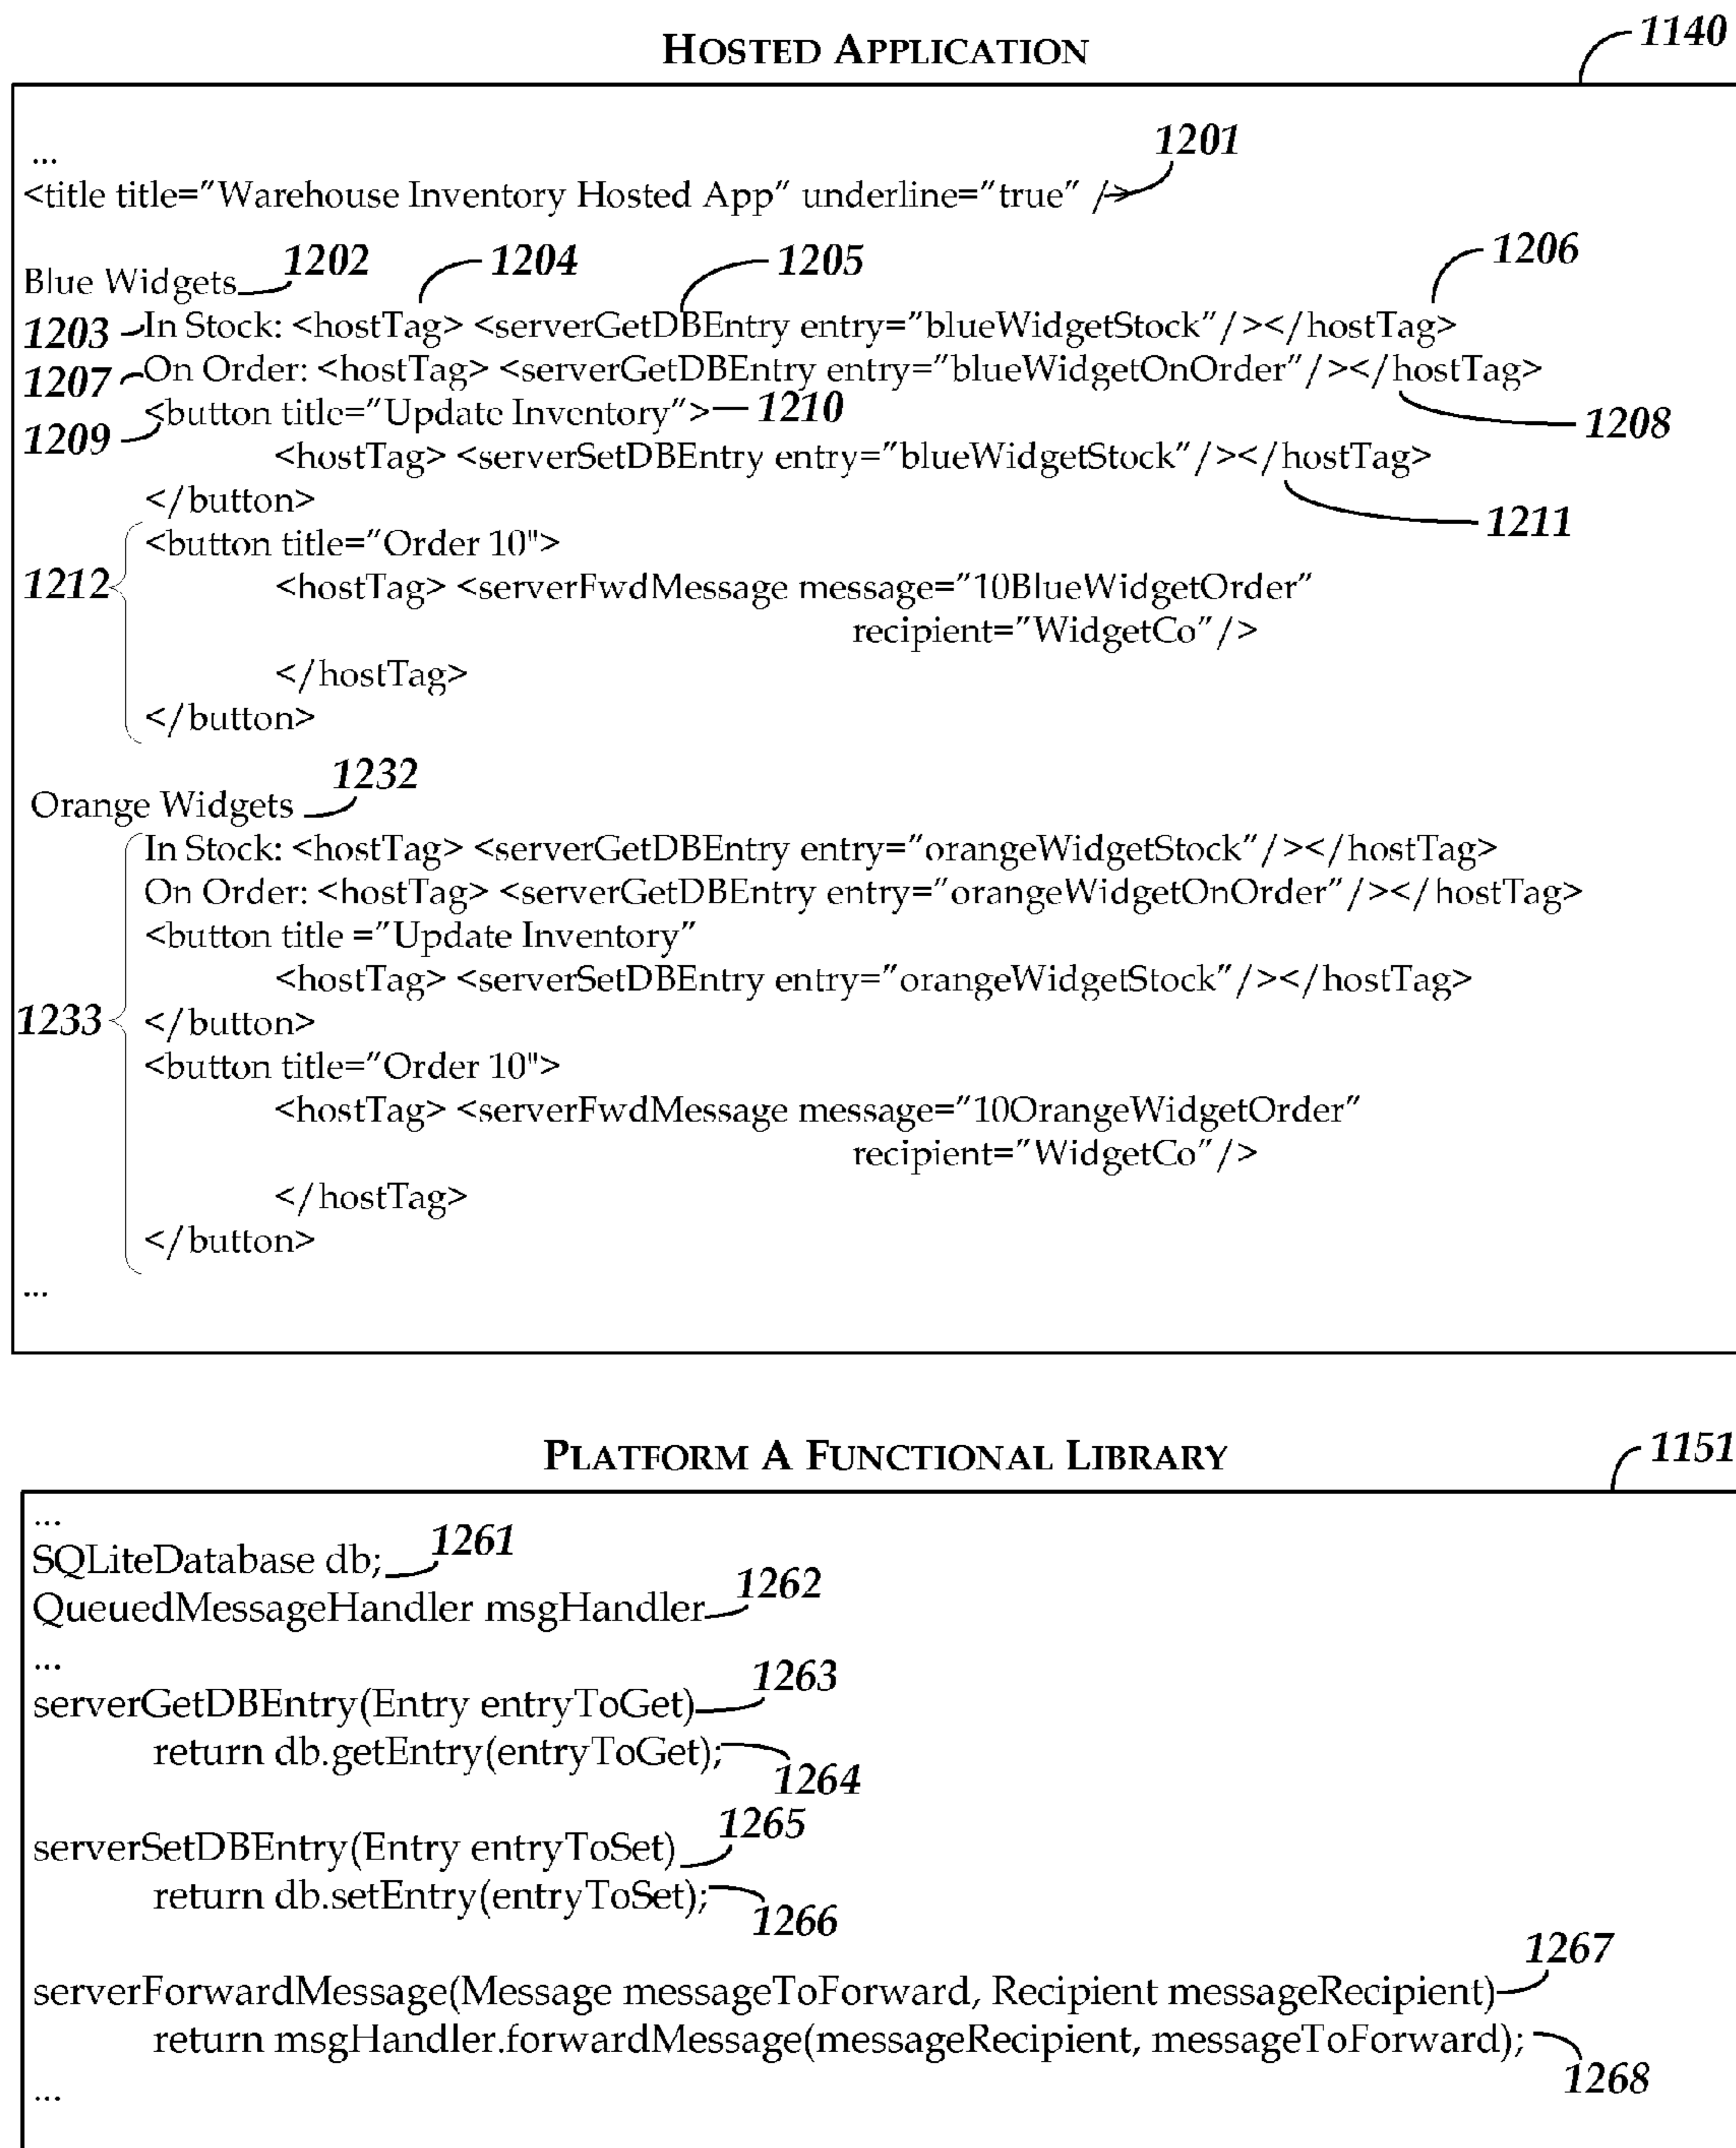 HOSTED APPLICATION
1140
...
1201
<title title="Warehouse Inventory Hosted App" underline="true" />
Blue Widgets 1202 1204 1205 1206
1203 In Stock: <hostTag> <serverGetDBEntry entry="blueWidgetStock"/></hostTag>
1207 On Order: <hostTag> <serverGetDBEntry entry="blueWidgetOnOrder"/></hostTag>
1209 <button title="Update Inventory"> 1210 1208
<hostTag> <serverSetDBEntry entry="blueWidgetStock"/></hostTag>
</button> 1211
<button title="Order 10">
1212 <hostTag> <serverFwdMessage message="10BlueWidgetOrder"
recipient="WidgetCo"/>
</hostTag>
</button>
Orange Widgets 1232
In Stock: <hostTag> <serverGetDBEntry entry="orangeWidgetStock"/></hostTag>
On Order: <hostTag> <serverGetDBEntry entry="orangeWidgetOnOrder"/></hostTag>
<button title ="Update Inventory"
<hostTag> <serverSetDBEntry entry="orangeWidgetStock"/></hostTag>
1233 </button>
<button title="Order 10">
<hostTag> <serverFwdMessage message="10OrangeWidgetOrder"
recipient="WidgetCo"/>
</hostTag>
</button>
...
PLATFORM A FUNCTIONAL LIBRARY
1151
...
SQLiteDatabase db; 1261
QueuedMessageHandler msgHandler 1262
...
serverGetDBEntry(Entry entryToGet) 1263
return db.getEntry(entryToGet); 1264
serverSetDBEntry(Entry entryToSet) 1265
return db.setEntry(entryToSet); 1266
serverForwardMessage(Message messageToForward, Recipient messageRecipient) 1267
return msgHandler.forwardMessage(messageRecipient, messageToForward); 1268
...